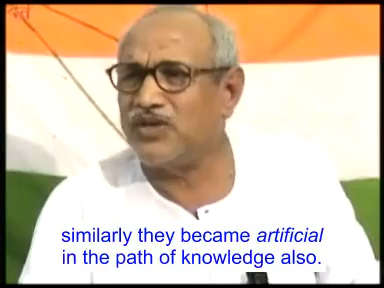 similarly they became artificial
in the path of knowledge also.